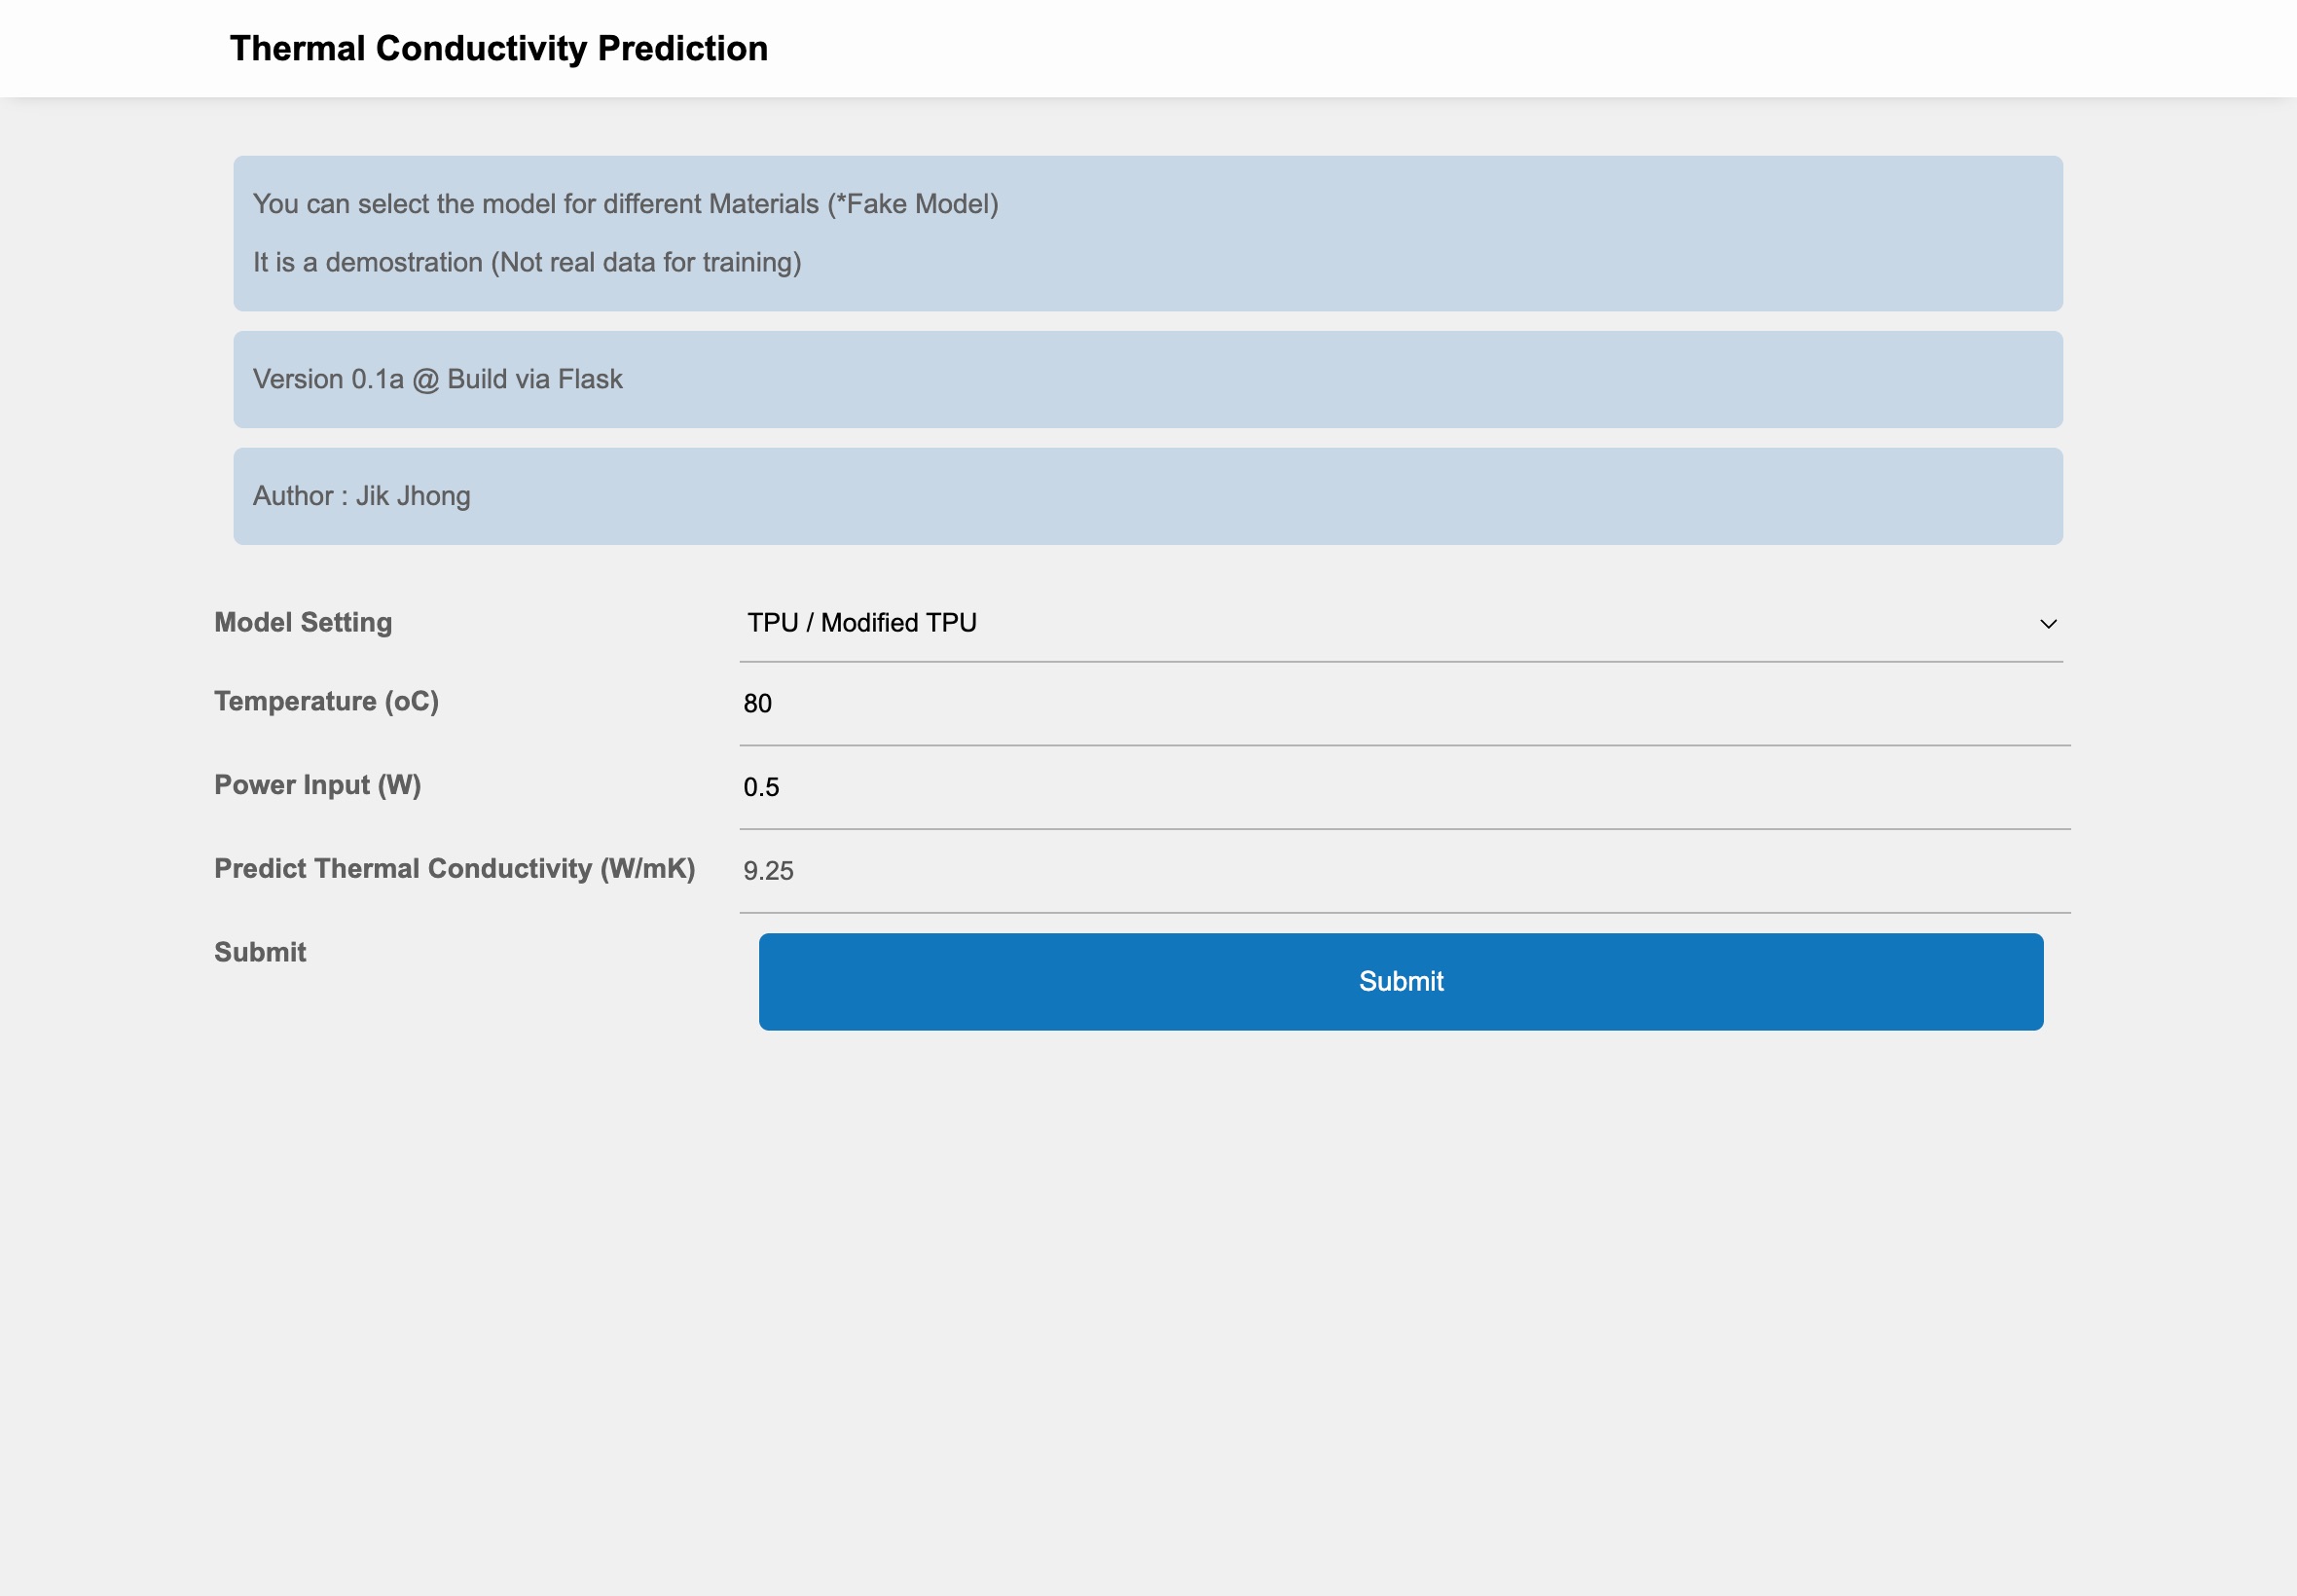 Thermal Conductivity Prediction
You can select the model for different Materials (*Fake Model)
It is a demostration (Not real data for training)
Version 0.1a @ Build via Flask
Author : Jik Jhong
Model Setting TPU / Modified TPU
Temperature (oC) 80
Power Input (W) 0.5
Predict Thermal Conductivity (W/mK) 9.25
Submit Submit